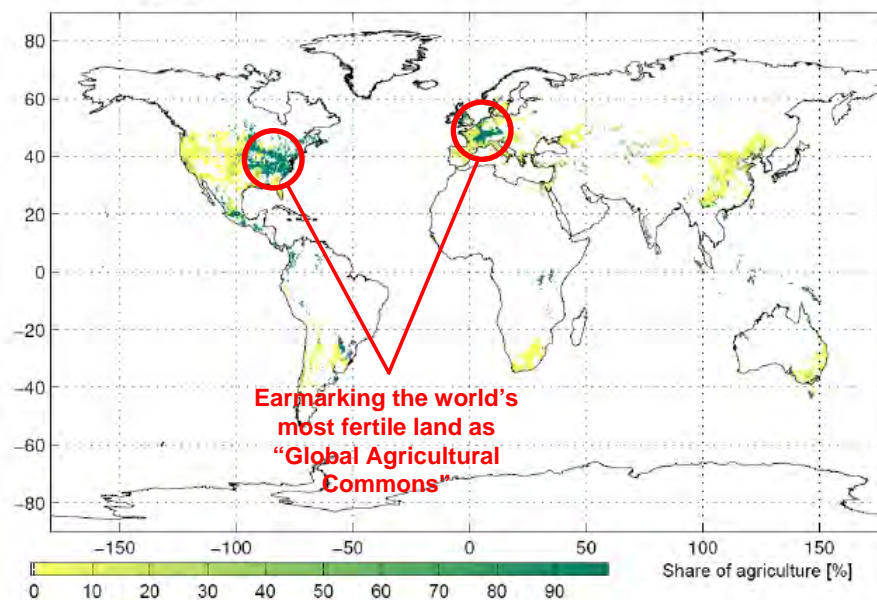 80
60
40
20
0
−20
−40
−60
−80
Earmarking the world’s
most fertile land as
“Global Agricultural
Commons”
−150 −100 −50 0 50 100 150
Share of agriculture [%]
0 10 20 30 40 50 60 70 80 90